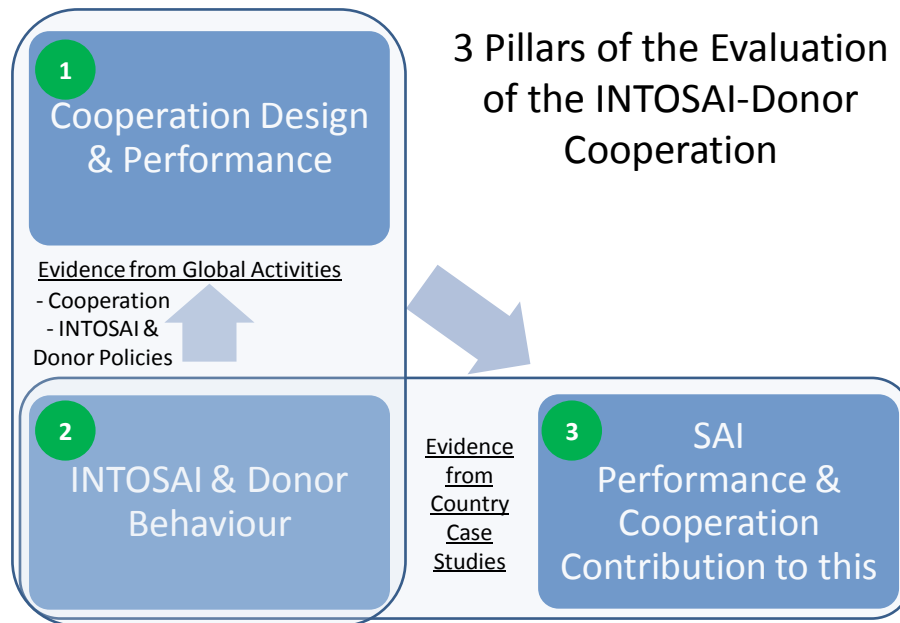 3 Pillars of the Evaluation
of the INTOSAI-Donor
Cooperation
1
Cooperation Design
& Performance
Evidence from Global Activities
- Cooperation
- INTOSAI &
Donor Policies
2
INTOSAI & Donor
Behaviour
Evidence
from
Country
Case
Studies
3
SAI
Performance &
Cooperation
Contribution to this